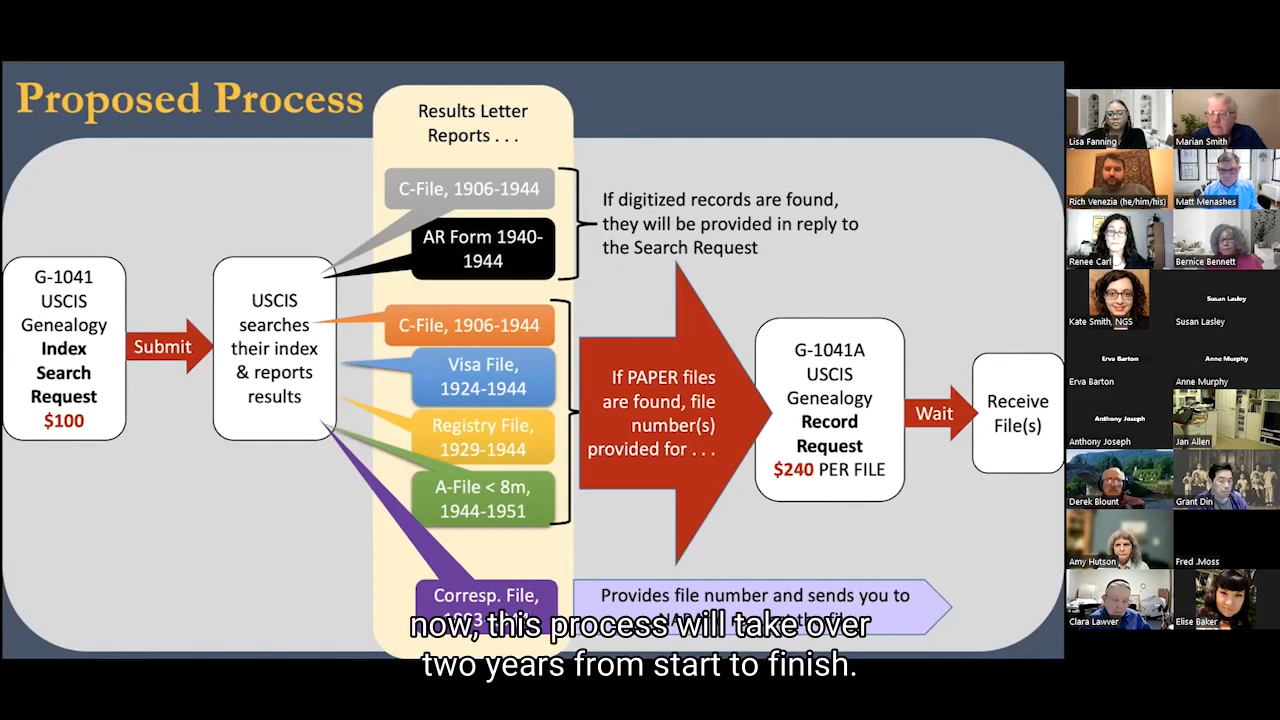 Proposed Process
Results Letter
Reports . . .
C-File, 1906-1944
AR Form 1940-
1944
If digitized records are found,
they will be provided in reply to
the Search Request
G-1041
USCIS
Genealogy
Index
Search
Request
$100
Submit
USCIS
searches
their index
& reports
results
C-File, 1906-1944
Visa File,
1924-1944
Registry File,
1929-1944
A-File < 8m,
1944-1951
If PAPER files
are found, file
number(s)
provided for . . .
G-1041A
USCIS
Genealogy
Record
Request
$240 PER FILE
Wait
Receive
File(s)
Corresp. File,
Provides file number and sends you to
now, this process will take over
two years from start to finish.
Lisa Fanning
Marian Smith
Rich Venezia (he/him/his)
Matt Menashes
Renee Carl
Bernice Bennett
Kate Smith, NGS
Susan Lasley
Susan Lasley
Erva Barton
Anne Murphy
Erva Barton
Anne Murphy
Anthony Joseph
Anthony Joseph
Jan Allen
Derek Blount
Grant Din
Amy Hutson
Fred .Moss
Clara Lawver
Elise Baker